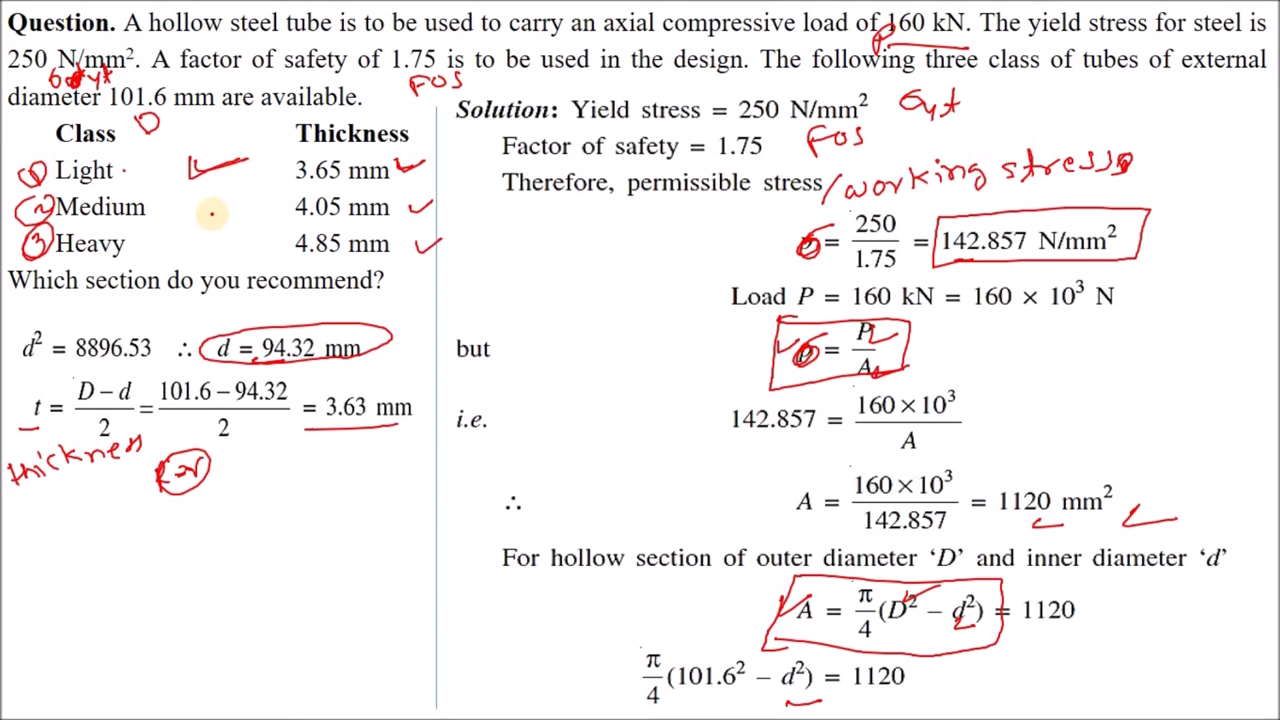 Question. A hollow steel tube is to be used to carry an axial compressive load of 160 kN. The yield stress for steel is
P
250 N/mm². A factor of safety of 1.75 is to be used in the design. The following three class of tubes of external
FOS
diameter 101.6 mm are available.
D
Class Thickness
(1) Light 3.65 mm
(2) Medium 4.05 mm
(3) Heavy 4.85 mm
Which section do you recommend?
d² = 8896.53 ∴ d = 94.32 mm
t = (D – d)/2 = (101.6 – 94.32)/2 = 3.63 mm
thickness
Solution: Yield stress = 250 N/mm² σyt
Factor of safety = 1.75 FOS
Therefore, permissible stress /working stress
σ = 250/1.75 = 142.857 N/mm²
Load P = 160 kN = 160 × 10³ N
but σ = P/A
i.e. 142.857 = (160 × 10³)/A
∴ A = (160 × 10³)/142.857 = 1120 mm²
For hollow section of outer diameter ‘D’ and inner diameter ‘d’
A = π/4 (D² – d²) = 1120
π/4 (101.6² – d²) = 1120